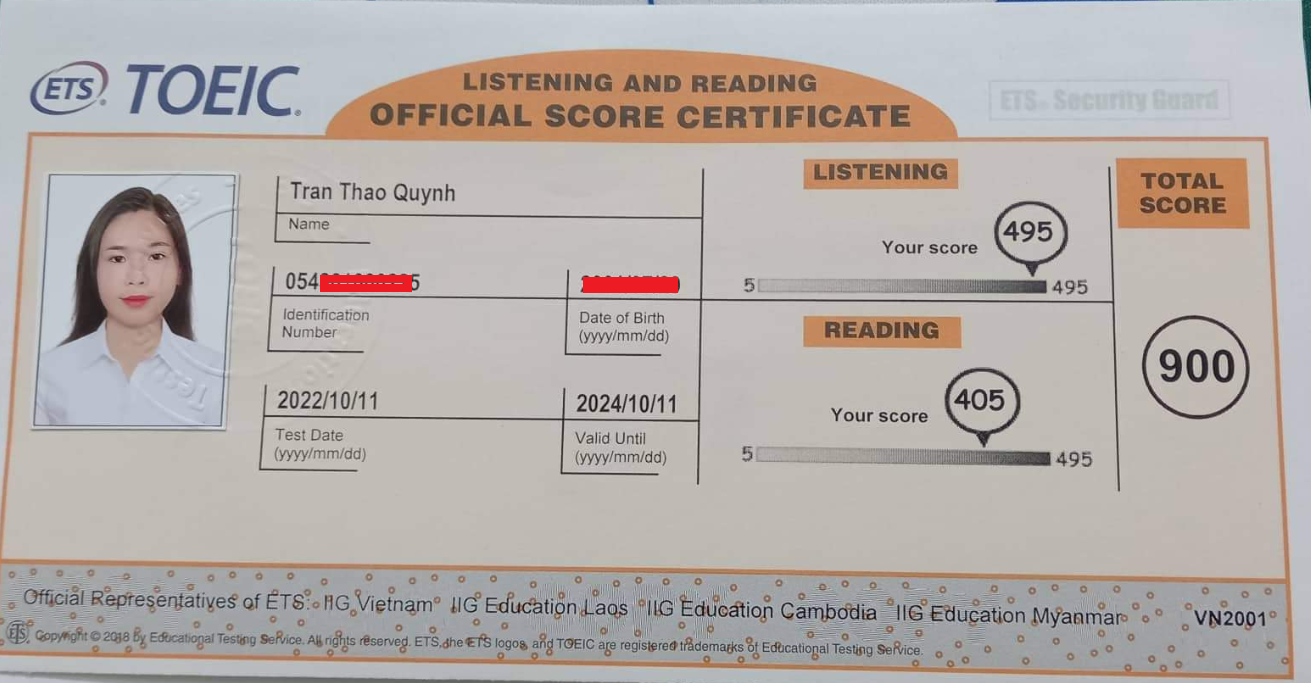 ETS® TOEIC®
LISTENING AND READING
OFFICIAL SCORE CERTIFICATE
ETS® Security Guard
Tran Thao Quynh
Name
Identification
Number
Date of Birth
(yyyy/mm/dd)
2022/10/11
Test Date
(yyyy/mm/dd)
2024/10/11
Valid Until
(yyyy/mm/dd)
LISTENING
Your score
495
5
495
READING
Your score
405
5
495
TOTAL
SCORE
900
Official Representatives of ETS: IIG Vietnam IIG Education Laos IIG Education Cambodia IIG Education Myanmar VN2001
ETS Copyright © 2018 by Educational Testing Service. All rights reserved. ETS, the ETS logos, and TOEIC are registered trademarks of Educational Testing Service.